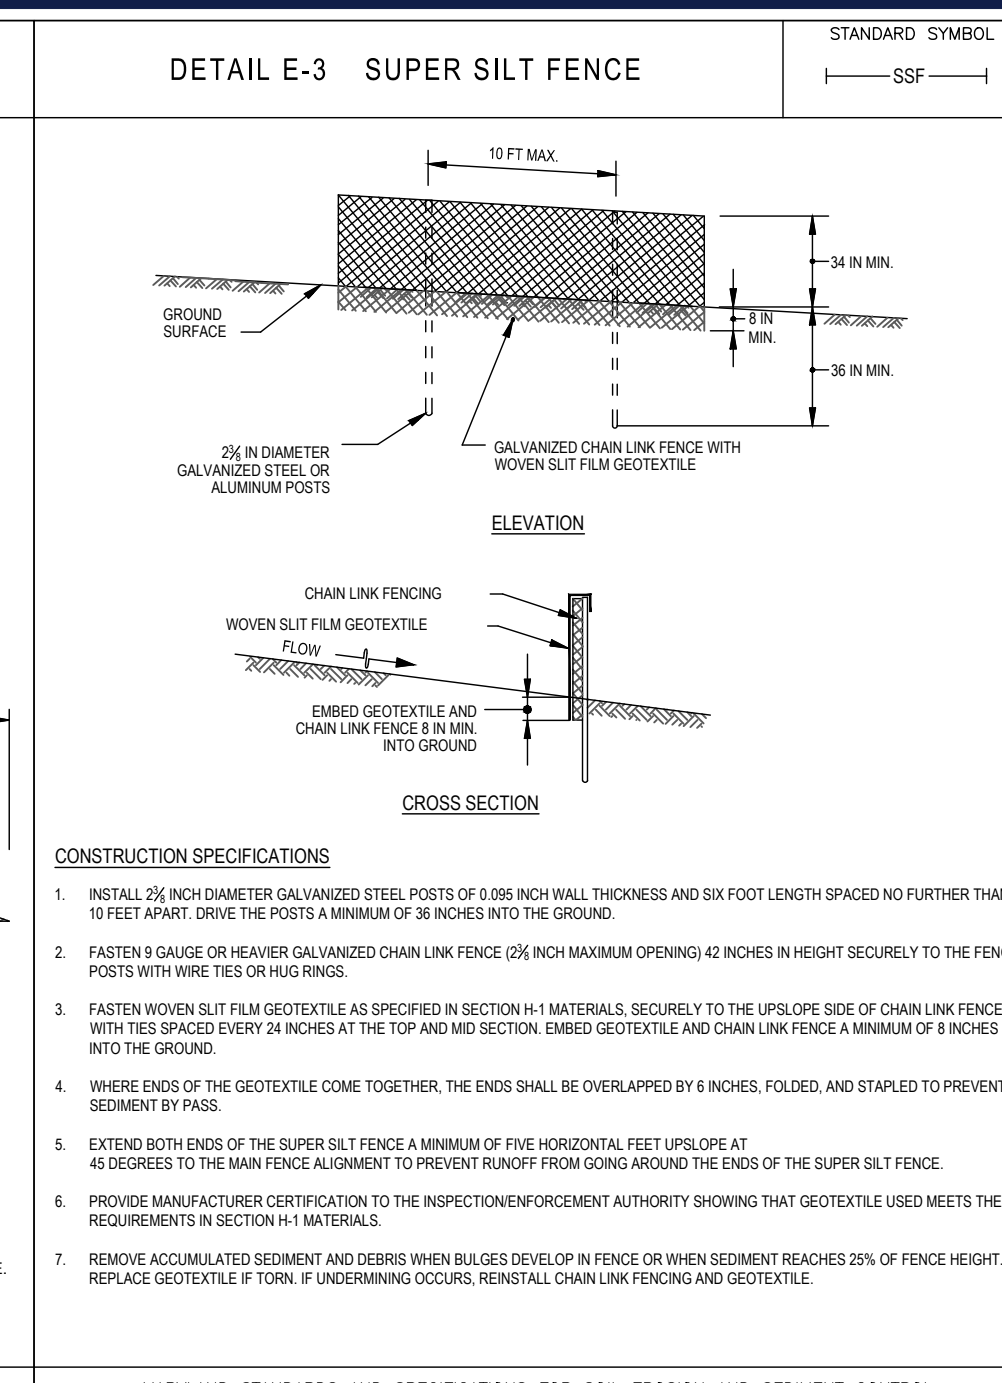 DETAIL E-3 SUPER SILT FENCE
STANDARD SYMBOL
SSF
10 FT MAX.
34 IN MIN.
GROUND
SURFACE
8 IN
MIN.
36 IN MIN.
2⅜ IN DIAMETER
GALVANIZED STEEL OR
ALUMINUM POSTS
GALVANIZED CHAIN LINK FENCE WITH
WOVEN SLIT FILM GEOTEXTILE
ELEVATION
CHAIN LINK FENCING
WOVEN SLIT FILM GEOTEXTILE
FLOW
EMBED GEOTEXTILE AND
CHAIN LINK FENCE 8 IN MIN.
INTO GROUND
CROSS SECTION
CONSTRUCTION SPECIFICATIONS
1. INSTALL 2⅜ INCH DIAMETER GALVANIZED STEEL POSTS OF 0.095 INCH WALL THICKNESS AND SIX FOOT LENGTH SPACED NO FURTHER THAN
10 FEET APART. DRIVE THE POSTS A MINIMUM OF 36 INCHES INTO THE GROUND.
2. FASTEN 9 GAUGE OR HEAVIER GALVANIZED CHAIN LINK FENCE (2⅜ INCH MAXIMUM OPENING) 42 INCHES IN HEIGHT SECURELY TO THE FENC
POSTS WITH WIRE TIES OR HUG RINGS.
3. FASTEN WOVEN SLIT FILM GEOTEXTILE AS SPECIFIED IN SECTION H-1 MATERIALS, SECURELY TO THE UPSLOPE SIDE OF CHAIN LINK FENCE
WITH TIES SPACED EVERY 24 INCHES AT THE TOP AND MID SECTION. EMBED GEOTEXTILE AND CHAIN LINK FENCE A MINIMUM OF 8 INCHES
INTO THE GROUND.
4. WHERE ENDS OF THE GEOTEXTILE COME TOGETHER, THE ENDS SHALL BE OVERLAPPED BY 6 INCHES, FOLDED, AND STAPLED TO PREVENT
SEDIMENT BY PASS.
5. EXTEND BOTH ENDS OF THE SUPER SILT FENCE A MINIMUM OF FIVE HORIZONTAL FEET UPSLOPE AT
45 DEGREES TO THE MAIN FENCE ALIGNMENT TO PREVENT RUNOFF FROM GOING AROUND THE ENDS OF THE SUPER SILT FENCE.
6. PROVIDE MANUFACTURER CERTIFICATION TO THE INSPECTION/ENFORCEMENT AUTHORITY SHOWING THAT GEOTEXTILE USED MEETS THE
REQUIREMENTS IN SECTION H-1 MATERIALS.
7. REMOVE ACCUMULATED SEDIMENT AND DEBRIS WHEN BULGES DEVELOP IN FENCE OR WHEN SEDIMENT REACHES 25% OF FENCE HEIGHT.
REPLACE GEOTEXTILE IF TORN. IF UNDERMINING OCCURS, REINSTALL CHAIN LINK FENCING AND GEOTEXTILE.
E.